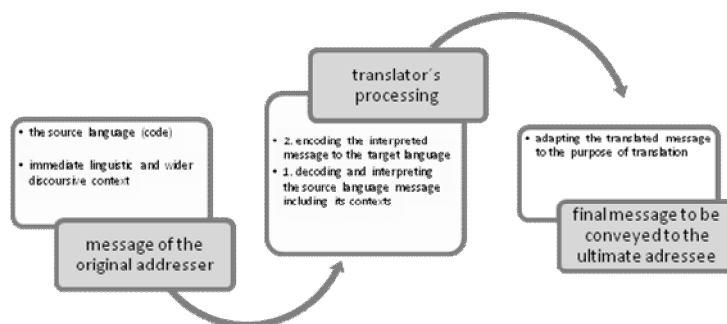 • the source language (code)
• immediate linguistic and wider
discoursive context
message of the
original addresser
translator´s
processing
• 2. encoding the interpreted
message to the target language
• 1. decoding and interpreting
the source language message
including its contexts
• adapting the translated message
to the purpose of translation
final message to be
conveyed to the
ultimate adressee